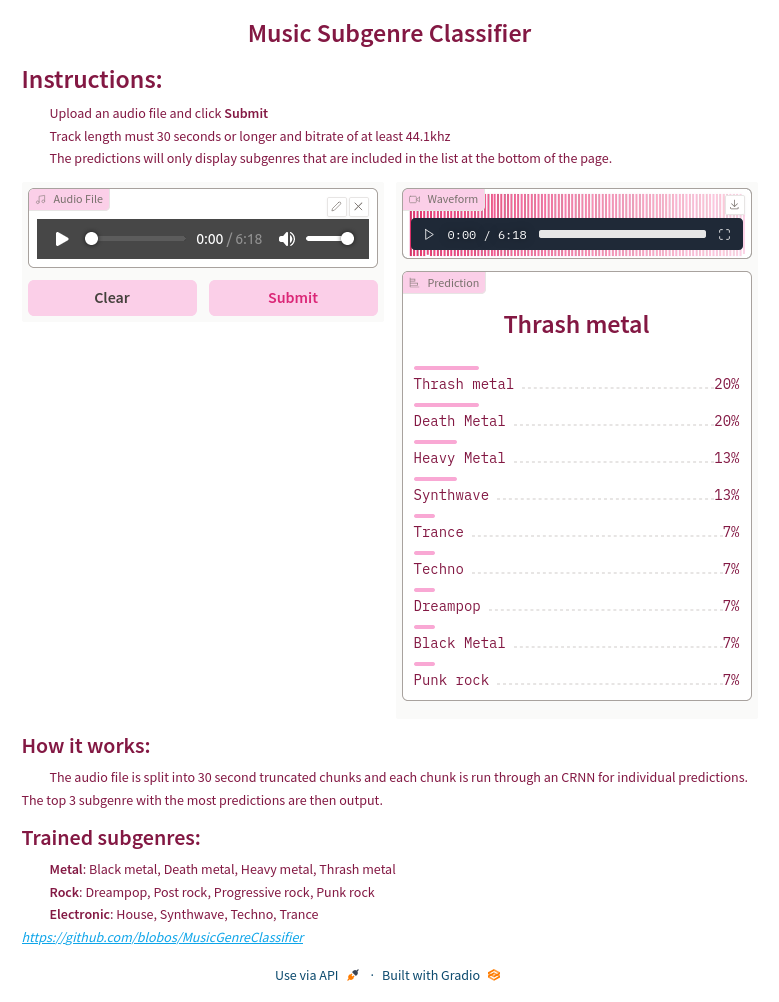 Music Subgenre Classifier
Instructions:
Upload an audio file and click Submit
Track length must 30 seconds or longer and bitrate of at least 44.1khz
The predictions will only display subgenres that are included in the list at the bottom of the page.
Audio File
0:00 / 6:18
Clear
Submit
Waveform
0:00 / 6:18
Prediction
Thrash metal
Thrash metal 20%
Death Metal 20%
Heavy Metal 13%
Synthwave 13%
Trance 7%
Techno 7%
Dreampop 7%
Black Metal 7%
Punk rock 7%
How it works:
The audio file is split into 30 second truncated chunks and each chunk is run through an CRNN for individual predictions.
The top 3 subgenre with the most predictions are then output.
Trained subgenres:
Metal: Black metal, Death metal, Heavy metal, Thrash metal
Rock: Dreampop, Post rock, Progressive rock, Punk rock
Electronic: House, Synthwave, Techno, Trance
https://github.com/blobos/MusicGenreClassifier
Use via API · Built with Gradio